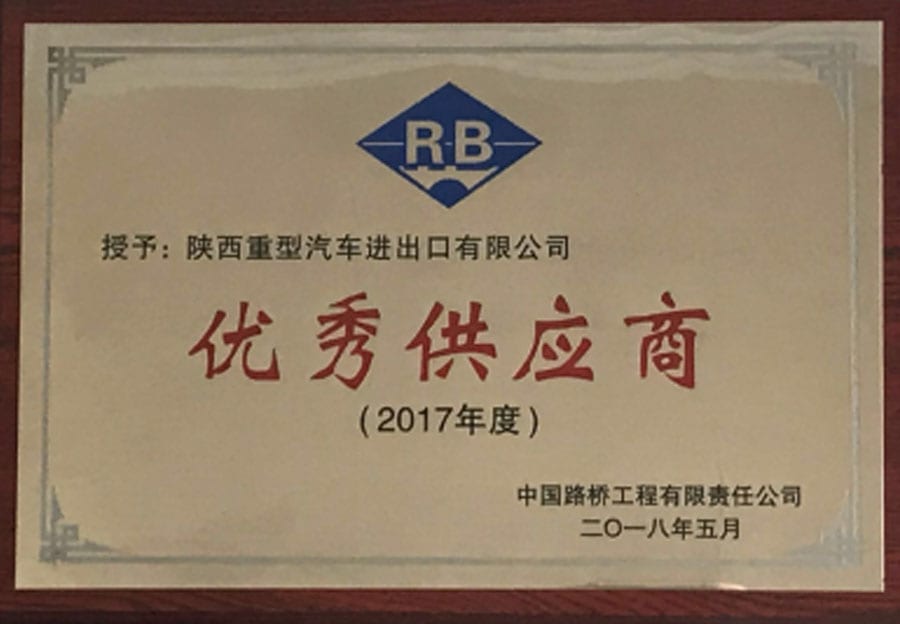 R-B
授予：陕西重型汽车进出口有限公司
优秀供应商
（2017年度）
中国路桥工程有限责任公司
二〇一八年五月